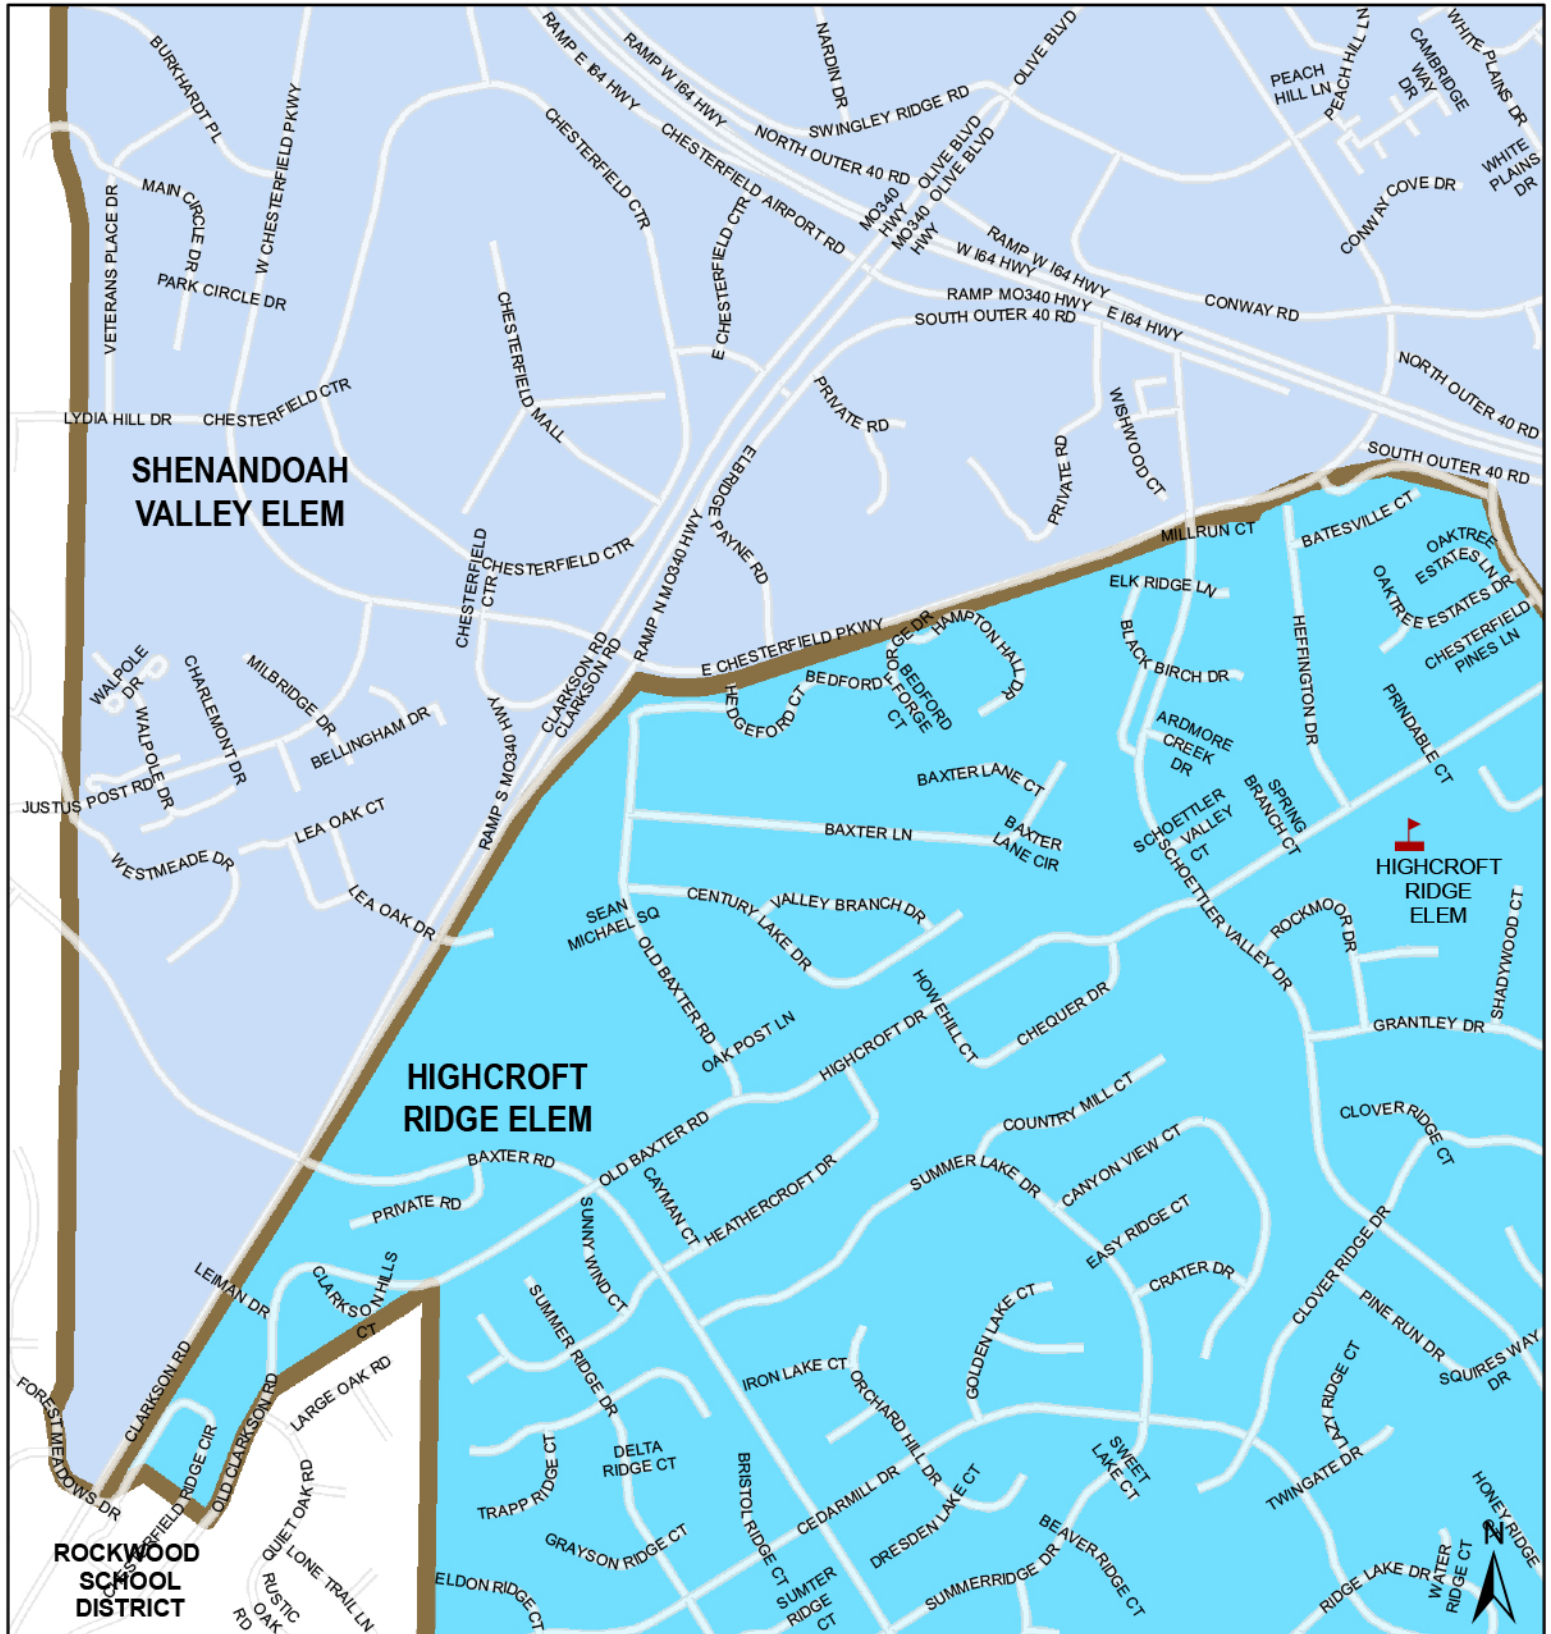 BURKHARDT PL
W CHESTERFIELD PKWY
RAMP E I64 HWY
RAMP W I64 HWY
NARDIN DR
OLIVE BLVD
SWINGLEY RIDGE RD
PEACH
HILL LN
PEACH HILL LN
CAMBRIDGE
WAY
DR
WHITE PLAINS DR
WHITE
PLAINS
DR
CHESTERFIELD CTR
CHESTERFIELD AIRPORT RD
NORTH OUTER 40 RD
OLIVE BLVD
MO340 OLIVE BLVD
HWY
MO340
HWY
CONWAY COVE DR
MAIN CIRCLE DR
VETERANS PLACE DR
PARK CIRCLE DR
E CHESTERFIELD CTR
W I64 HWY
RAMP W I64 HWY
RAMP MO340 HWY
E I64 HWY
SOUTH OUTER 40 RD
CONWAY RD
CHESTERFIELD MALL
NORTH OUTER 40 RD
LYDIA HILL DR
CHESTERFIELD CTR
PRIVATE RD
WISHWOOD CT
PRIVATE RD
SOUTH OUTER 40 RD
SHENANDOAH
VALLEY ELEM
ELBRIDGE PAYNE RD
RAMP N MO340 HWY
CHESTERFIELD CTR
CHESTERFIELD
CTR
MILLRUN CT
BATESVILLE CT
OAKTREE
ESTATES LN
OAKTREE ESTATES DR
CHESTERFIELD
PINES LN
ELK RIDGE LN
HEFFINGTON DR
BLACK BIRCH DR
E CHESTERFIELD PKWY
HAMPTON HALL DR
BEDFORD FORGE DR
BEDFORD
FORGE
CT
HEDGEFORD CT
CLARKSON RD
CLARKSON RD
WALPOLE
DR
WALPOLE DR
CHARLEMONT DR
MILBRIDGE DR
BELLINGHAM DR
RAMP S MO340 HWY
PRINDABLE CT
ARDMORE
CREEK
DR
JUSTUS POST RD
LEA OAK CT
BAXTER LANE CT
BAXTER LN
BAXTER
LANE CIR
SCHOETTLER
VALLEY
CT
SPRING
BRANCH CT
WESTMEADE DR
LEA OAK DR
SEAN
MICHAEL SQ
CENTURY LAKE DR
VALLEY BRANCH DR
SCHOETTLER VALLEY DR
HIGHCROFT
RIDGE
ELEM
ROCKMOOR DR
SHADYWOOD CT
OLD BAXTER RD
HOWEHILL CT
CHEQUER DR
GRANTLEY DR
OAK POST LN
HIGHCROFT DR
HIGHCROFT
RIDGE ELEM
COUNTRY MILL CT
CLOVER RIDGE CT
OLD BAXTER RD
BAXTER RD
SUMMER LAKE DR
CANYON VIEW CT
PRIVATE RD
CAYMAN CT
HEATHERCROFT DR
SUNNY WIND CT
EASY RIDGE CT
CRATER DR
CLOVER RIDGE DR
LEIMAN DR
CLARKSON HILLS
CT
SUMMER RIDGE DR
GOLDEN LAKE CT
PINE RUN DR
SQUIRES WAY
DR
LAZY RIDGE CT
CLARKSON RD
LARGE OAK RD
IRON LAKE CT
ORCHARD HILL DR
FOREST MEADOWS DR
OLD CLARKSON RD
CHESTERFIELD RIDGE CIR
TRAPP RIDGE CT
DELTA
RIDGE CT
BRISTOL RIDGE CT
CEDARMILL DR
DRESDEN LAKE CT
SWEET
LAKE CT
TWINGATE DR
QUIET OAK RD
GRAYSON RIDGE CT
BEAVER RIDGE CT
HONEY RIDGE
N
ROCKWOOD
SCHOOL
DISTRICT
LONE TRAIL LN
RUSTIC
OAK
RD
ELDON RIDGE CT
SUMTER
RIDGE
CT
SUMMERRIDGE DR
RIDGE LAKE DR
WATER
RIDGE CT